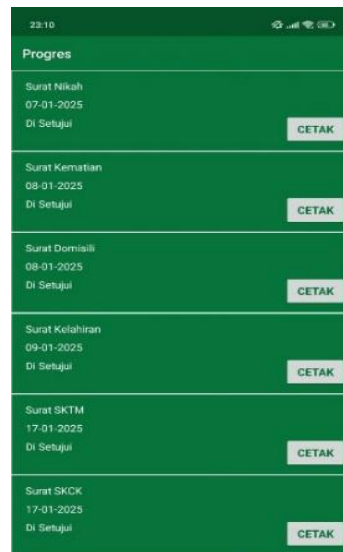 23:10
Progres
Surat Nikah
07-01-2025
Di Setujui
CETAK
Surat Kematian
08-01-2025
Di Setujui
CETAK
Surat Domisili
08-01-2025
Di Setujui
CETAK
Surat Kelahiran
09-01-2025
Di Setujui
CETAK
Surat SKTM
17-01-2025
Di Setujui
CETAK
Surat SKCK
17-01-2025
Di Setujui
CETAK